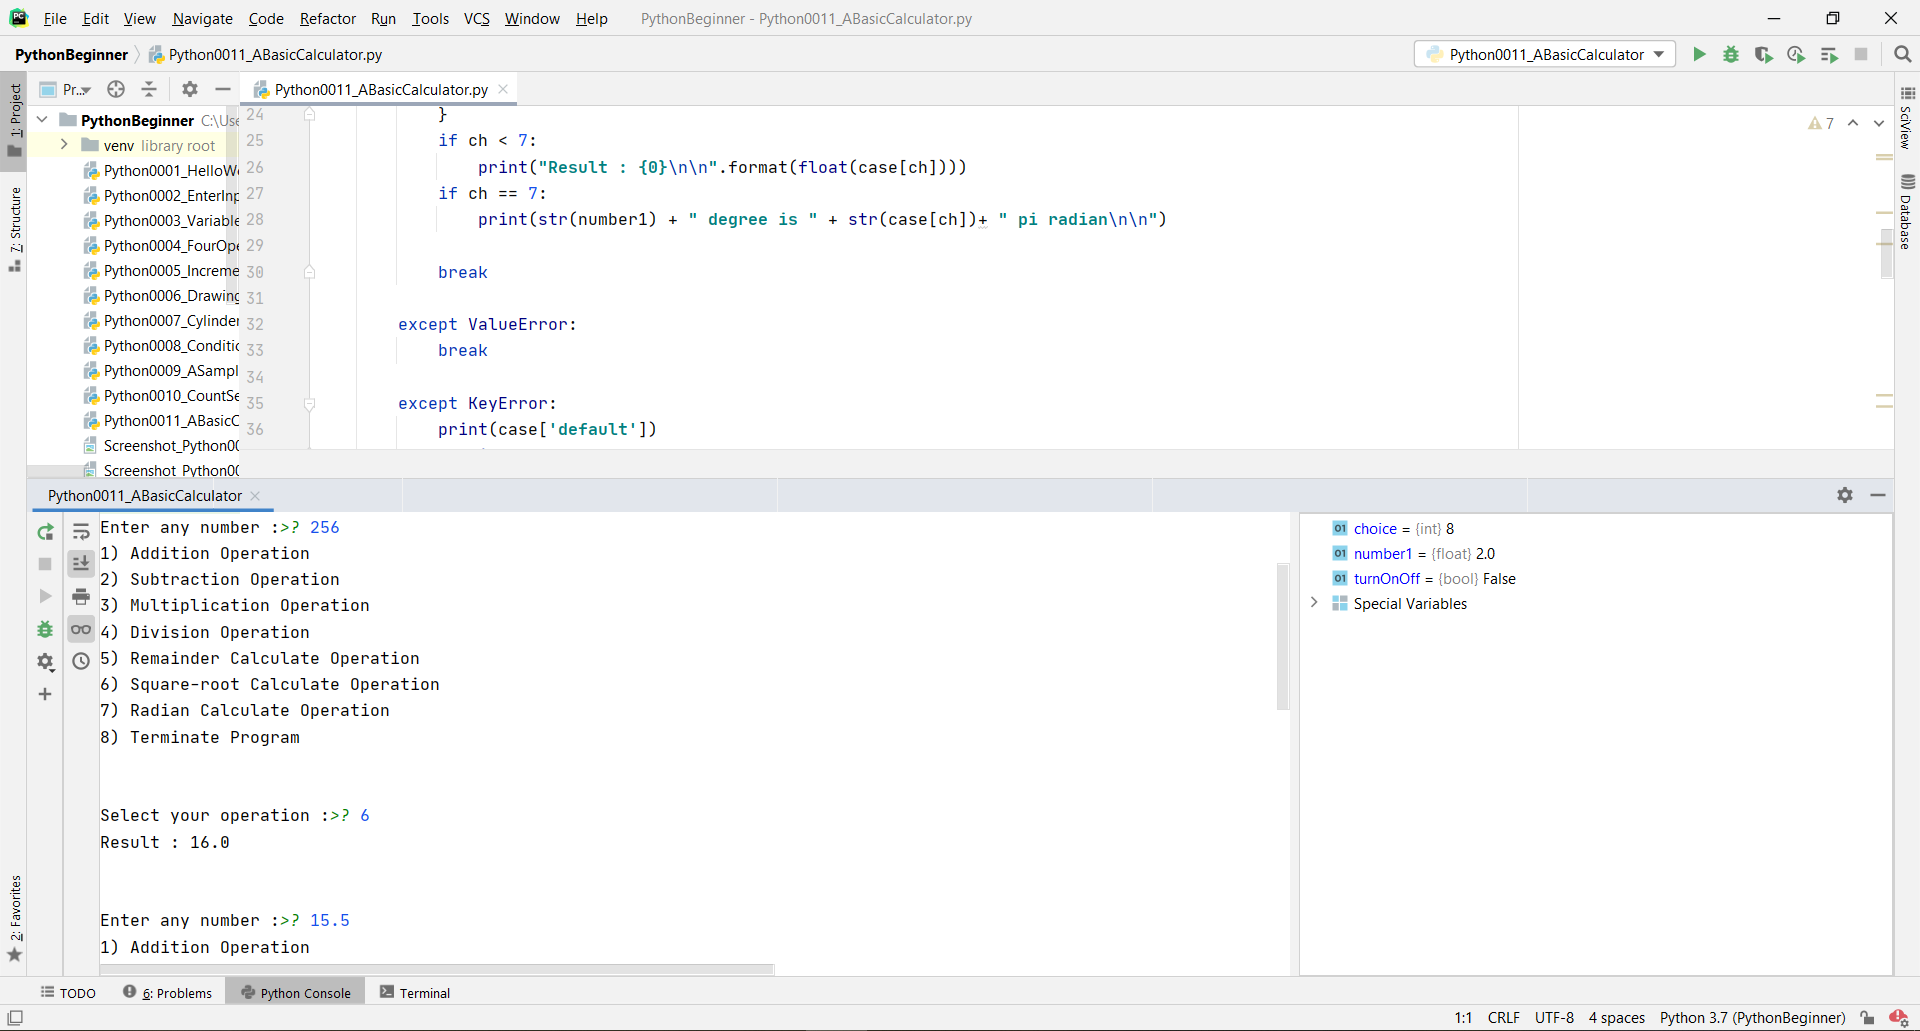 File Edit View Navigate Code Refactor Run Tools VCS Window Help PythonBeginner - Python0011_ABasicCalculator.py
PythonBeginner Python0011_ABasicCalculator.py Python0011_ABasicCalculator
1: Project
7: Structure
2: Favorites
Pr...
PythonBeginner C:\Use
venv library root
Python0001_HelloW
Python0002_EnterInp
Python0003_Variable
Python0004_FourOpe
Python0005_Increme
Python0006_Drawing
Python0007_Cylinder
Python0008_Conditio
Python0009_ASampl
Python0010_CountSe
Python0011_ABasicC
Screenshot_Python00
Screenshot_Python00
Python0011_ABasicCalculator.py
7
24 }
25 if ch < 7:
26 print("Result : {0}\n\n".format(float(case[ch])))
27 if ch == 7:
28 print(str(number1) + " degree is " + str(case[ch])+ " pi radian\n\n")
29
30 break
31
32 except ValueError:
33 break
34
35 except KeyError:
36 print(case['default'])
SciView
Database
Python0011_ABasicCalculator
Enter any number :>? 256
1) Addition Operation
2) Subtraction Operation
3) Multiplication Operation
4) Division Operation
5) Remainder Calculate Operation
6) Square-root Calculate Operation
7) Radian Calculate Operation
8) Terminate Program
Select your operation :>? 6
Result : 16.0
Enter any number :>? 15.5
1) Addition Operation
choice = {int} 8
number1 = {float} 2.0
turnOnOff = {bool} False
Special Variables
TODO 6: Problems Python Console Terminal
1:1 CRLF UTF-8 4 spaces Python 3.7 (PythonBeginner)